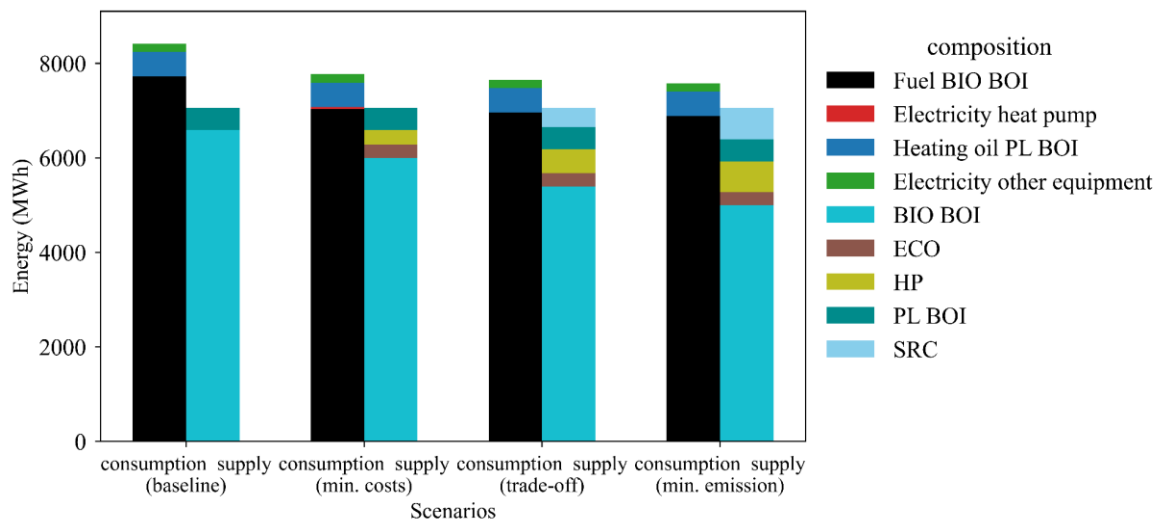 Energy (MWh)
8000
6000
4000
2000
0
consumption supply consumption supply consumption supply consumption supply
(baseline) (min. costs) (trade-off) (min. emission)
Scenarios
composition
Fuel BIO BOI
Electricity heat pump
Heating oil PL BOI
Electricity other equipment
BIO BOI
ECO
HP
PL BOI
SRC